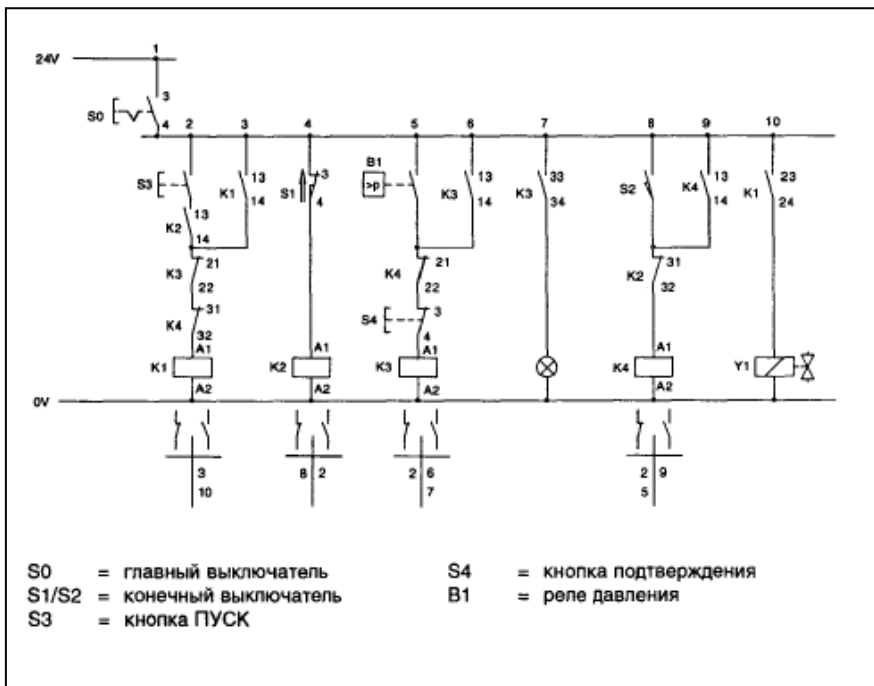 1
24V
S0
3
4
2 3 4 5 6 7 8 9 10
S3
K1 13 14
S1 3 4
B1
>p
K3 13 14
K3 33 34
S2
K4 13 14
K1 23 24
K2 13 14
K3 21 22
K4 21 22
K2 31 32
K4 31 32
S4 3 4
K1 A1 A2
K2 A1 A2
K3 A1 A2
K4 A1 A2
Y1
0V
3 8 2 2 6 2 9
10 7 5
S0 = главный выключатель
S1/S2 = конечный выключатель
S3 = кнопка ПУСК
S4 = кнопка подтверждения
B1 = реле давления